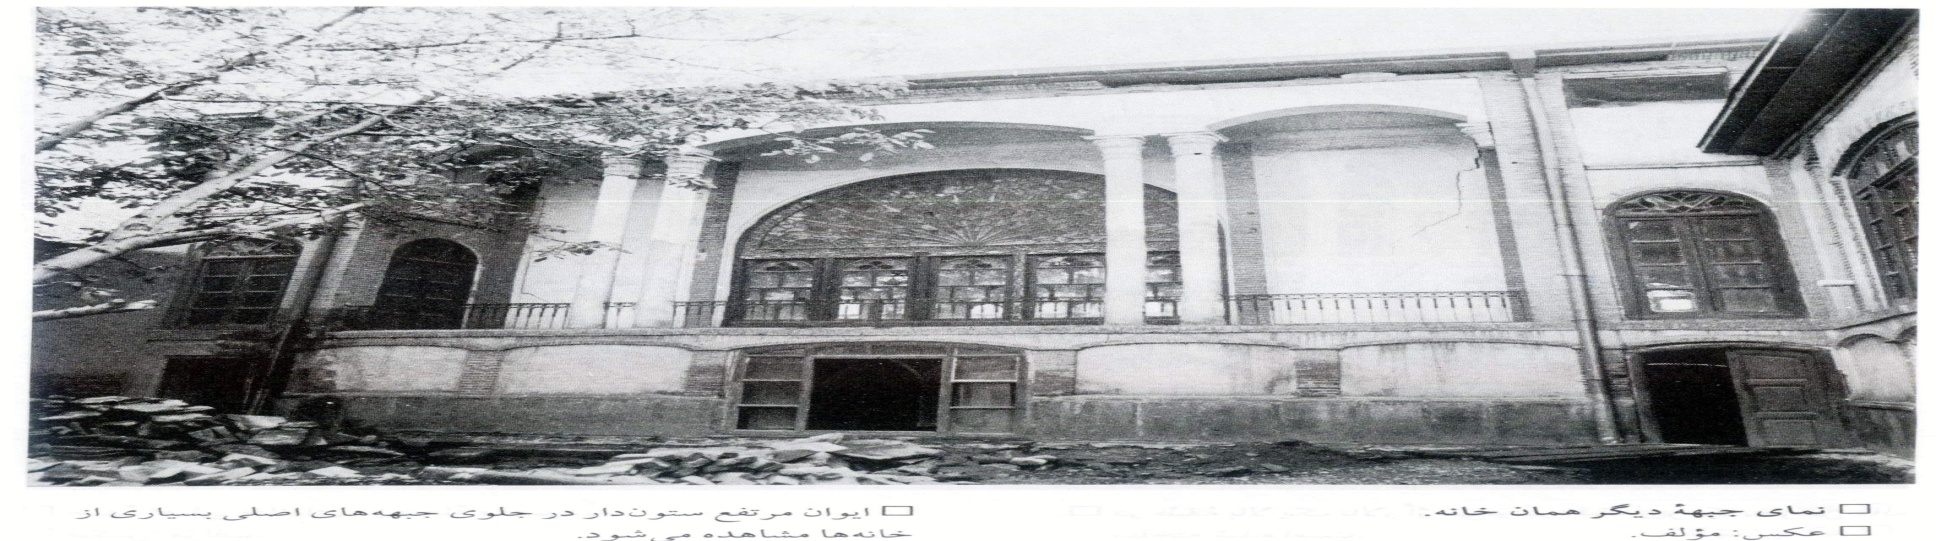 □ نمای جبههٔ دیگر همان خانه.
□ عکس: مؤلف.
□ ایوان مرتفع ستون‌دار در جلوی جبهه‌های اصلی بسیاری از
خانه‌ها مشاهده می‌شود.